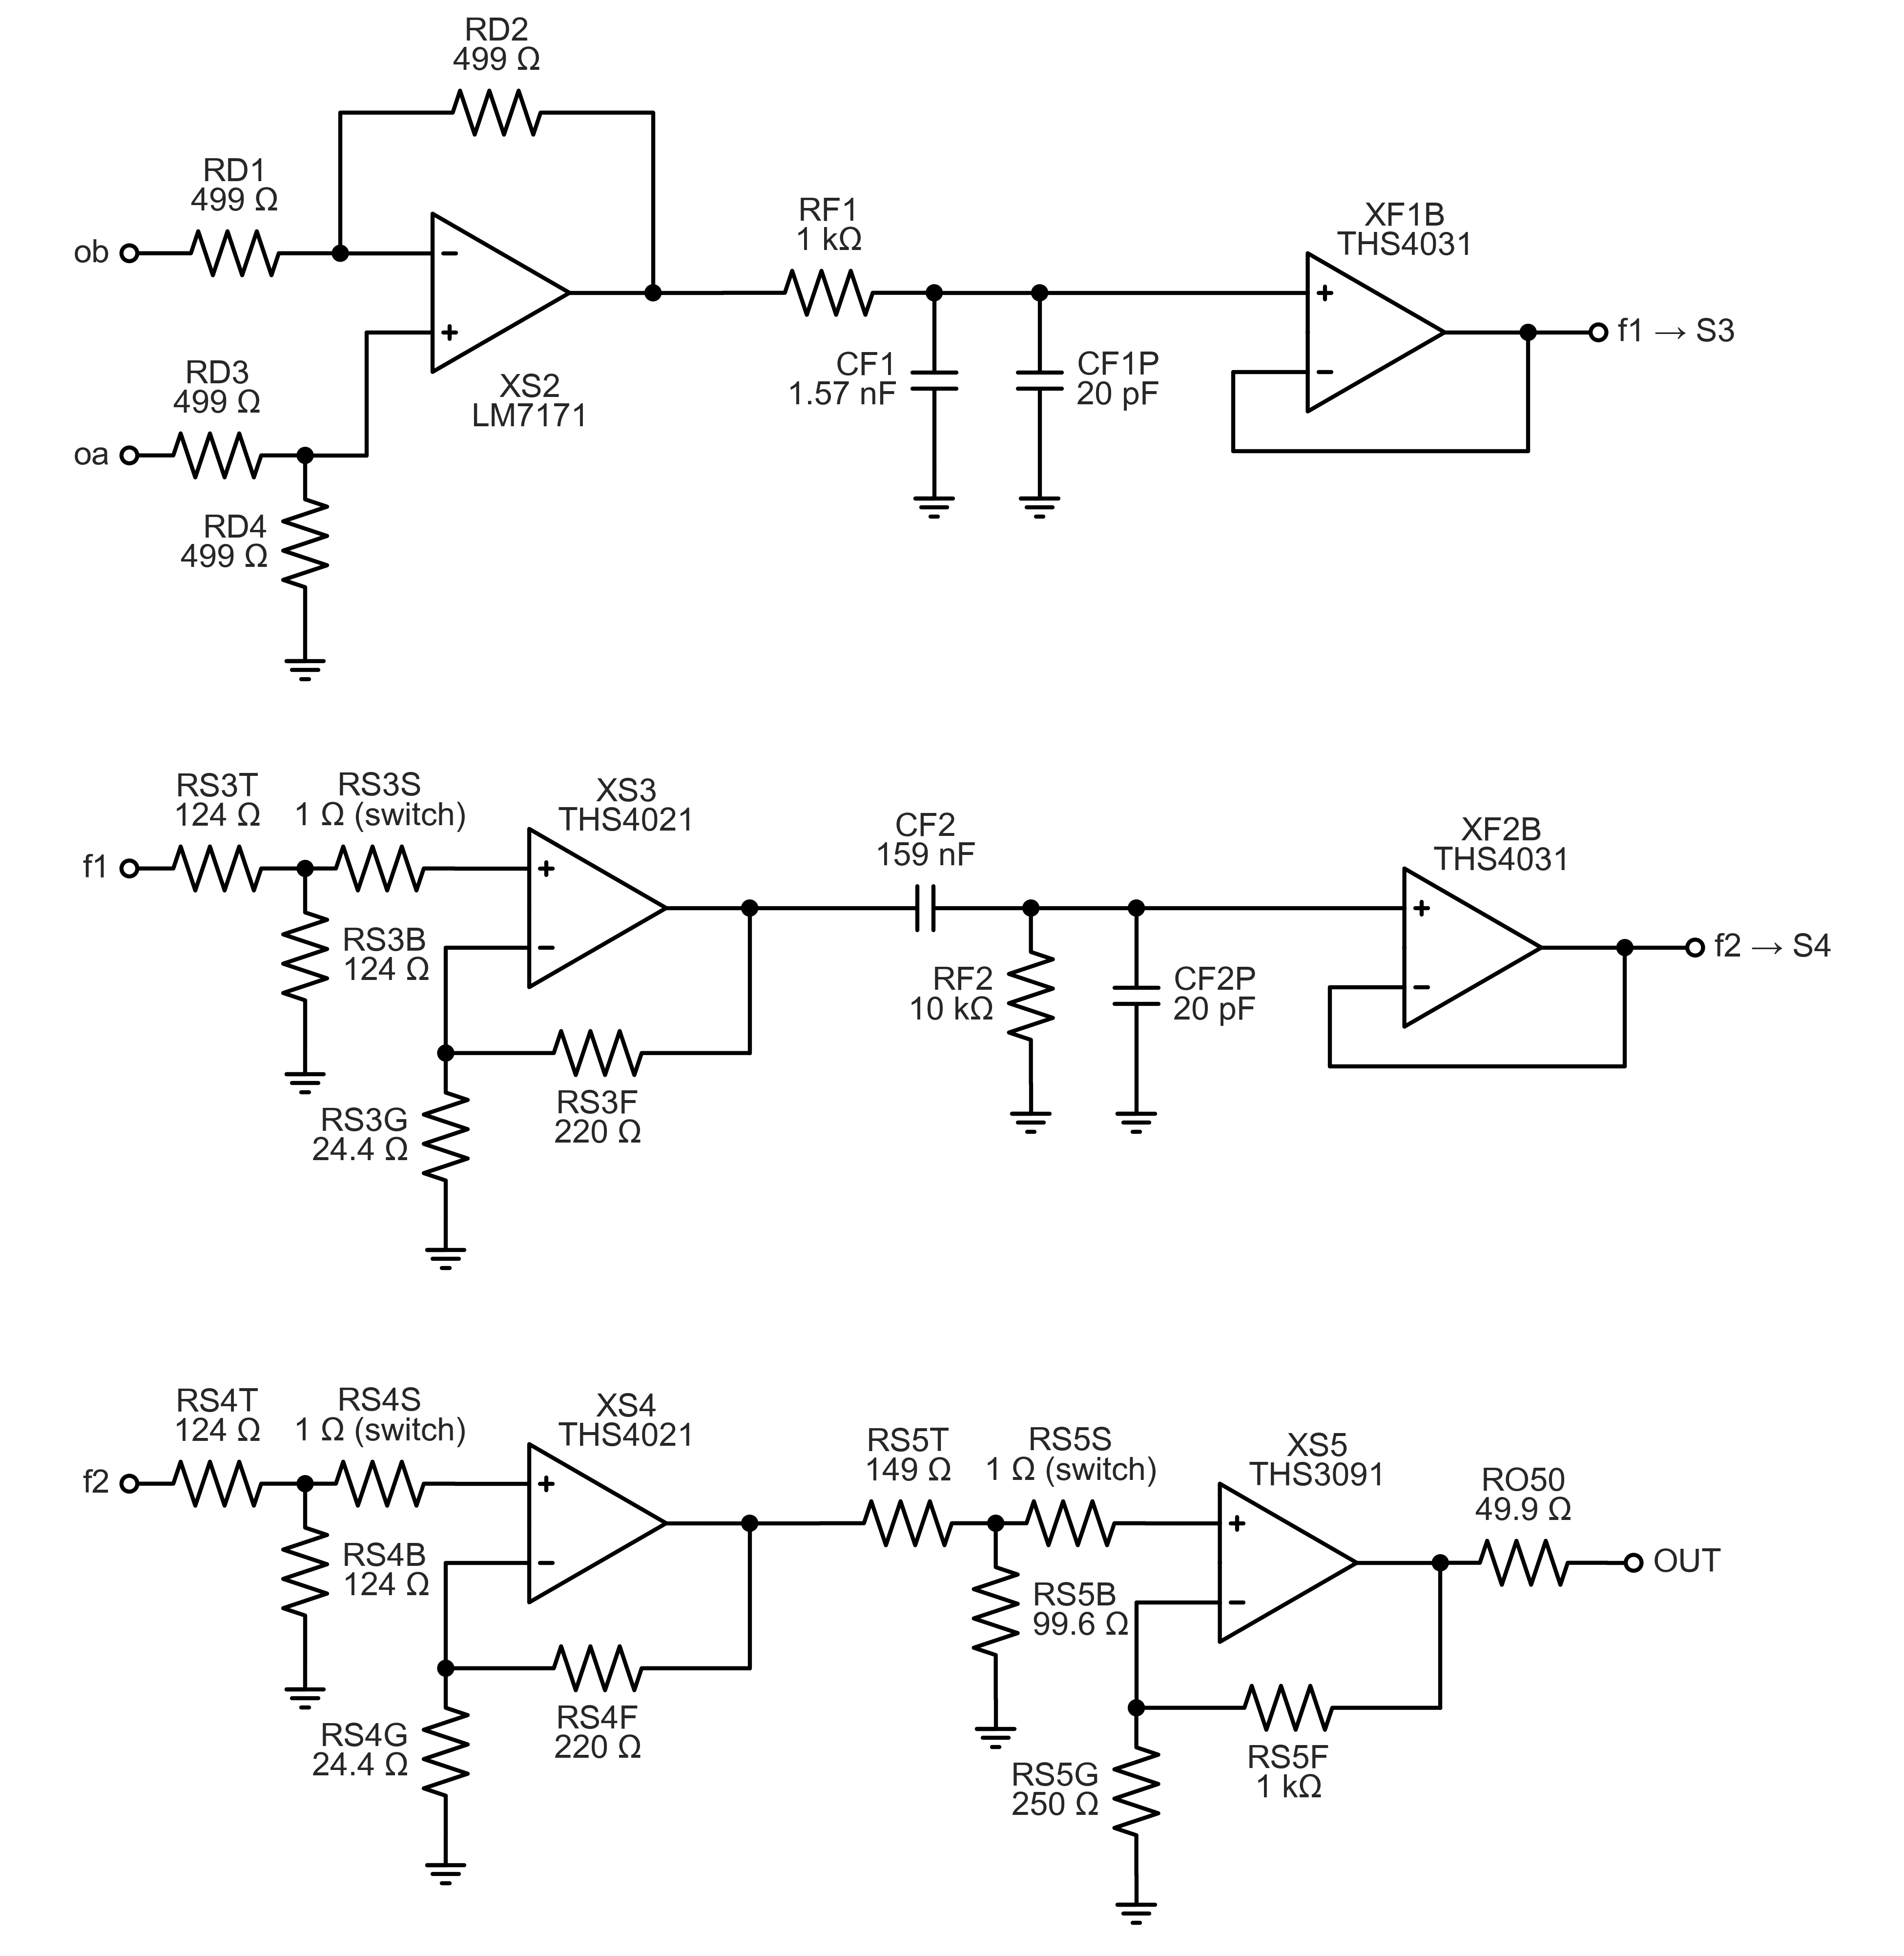 RD2
499 Ω
RD1
499 Ω
ob
RF1
1 kΩ
XF1B
THS4031
f1 → S3
CF1
1.57 nF
CF1P
20 pF
RD3
499 Ω
XS2
LM7171
oa
RD4
499 Ω
RS3T
124 Ω
RS3S
1 Ω (switch)
XS3
THS4021
f1
CF2
159 nF
XF2B
THS4031
RS3B
124 Ω
f2 → S4
RF2
10 kΩ
CF2P
20 pF
RS3G
24.4 Ω
RS3F
220 Ω
RS4T
124 Ω
RS4S
1 Ω (switch)
XS4
THS4021
f2
RS5T
149 Ω
RS5S
1 Ω (switch)
XS5
THS3091
RO50
49.9 Ω
RS4B
124 Ω
OUT
RS5B
99.6 Ω
RS4G
24.4 Ω
RS4F
220 Ω
RS5G
250 Ω
RS5F
1 kΩ